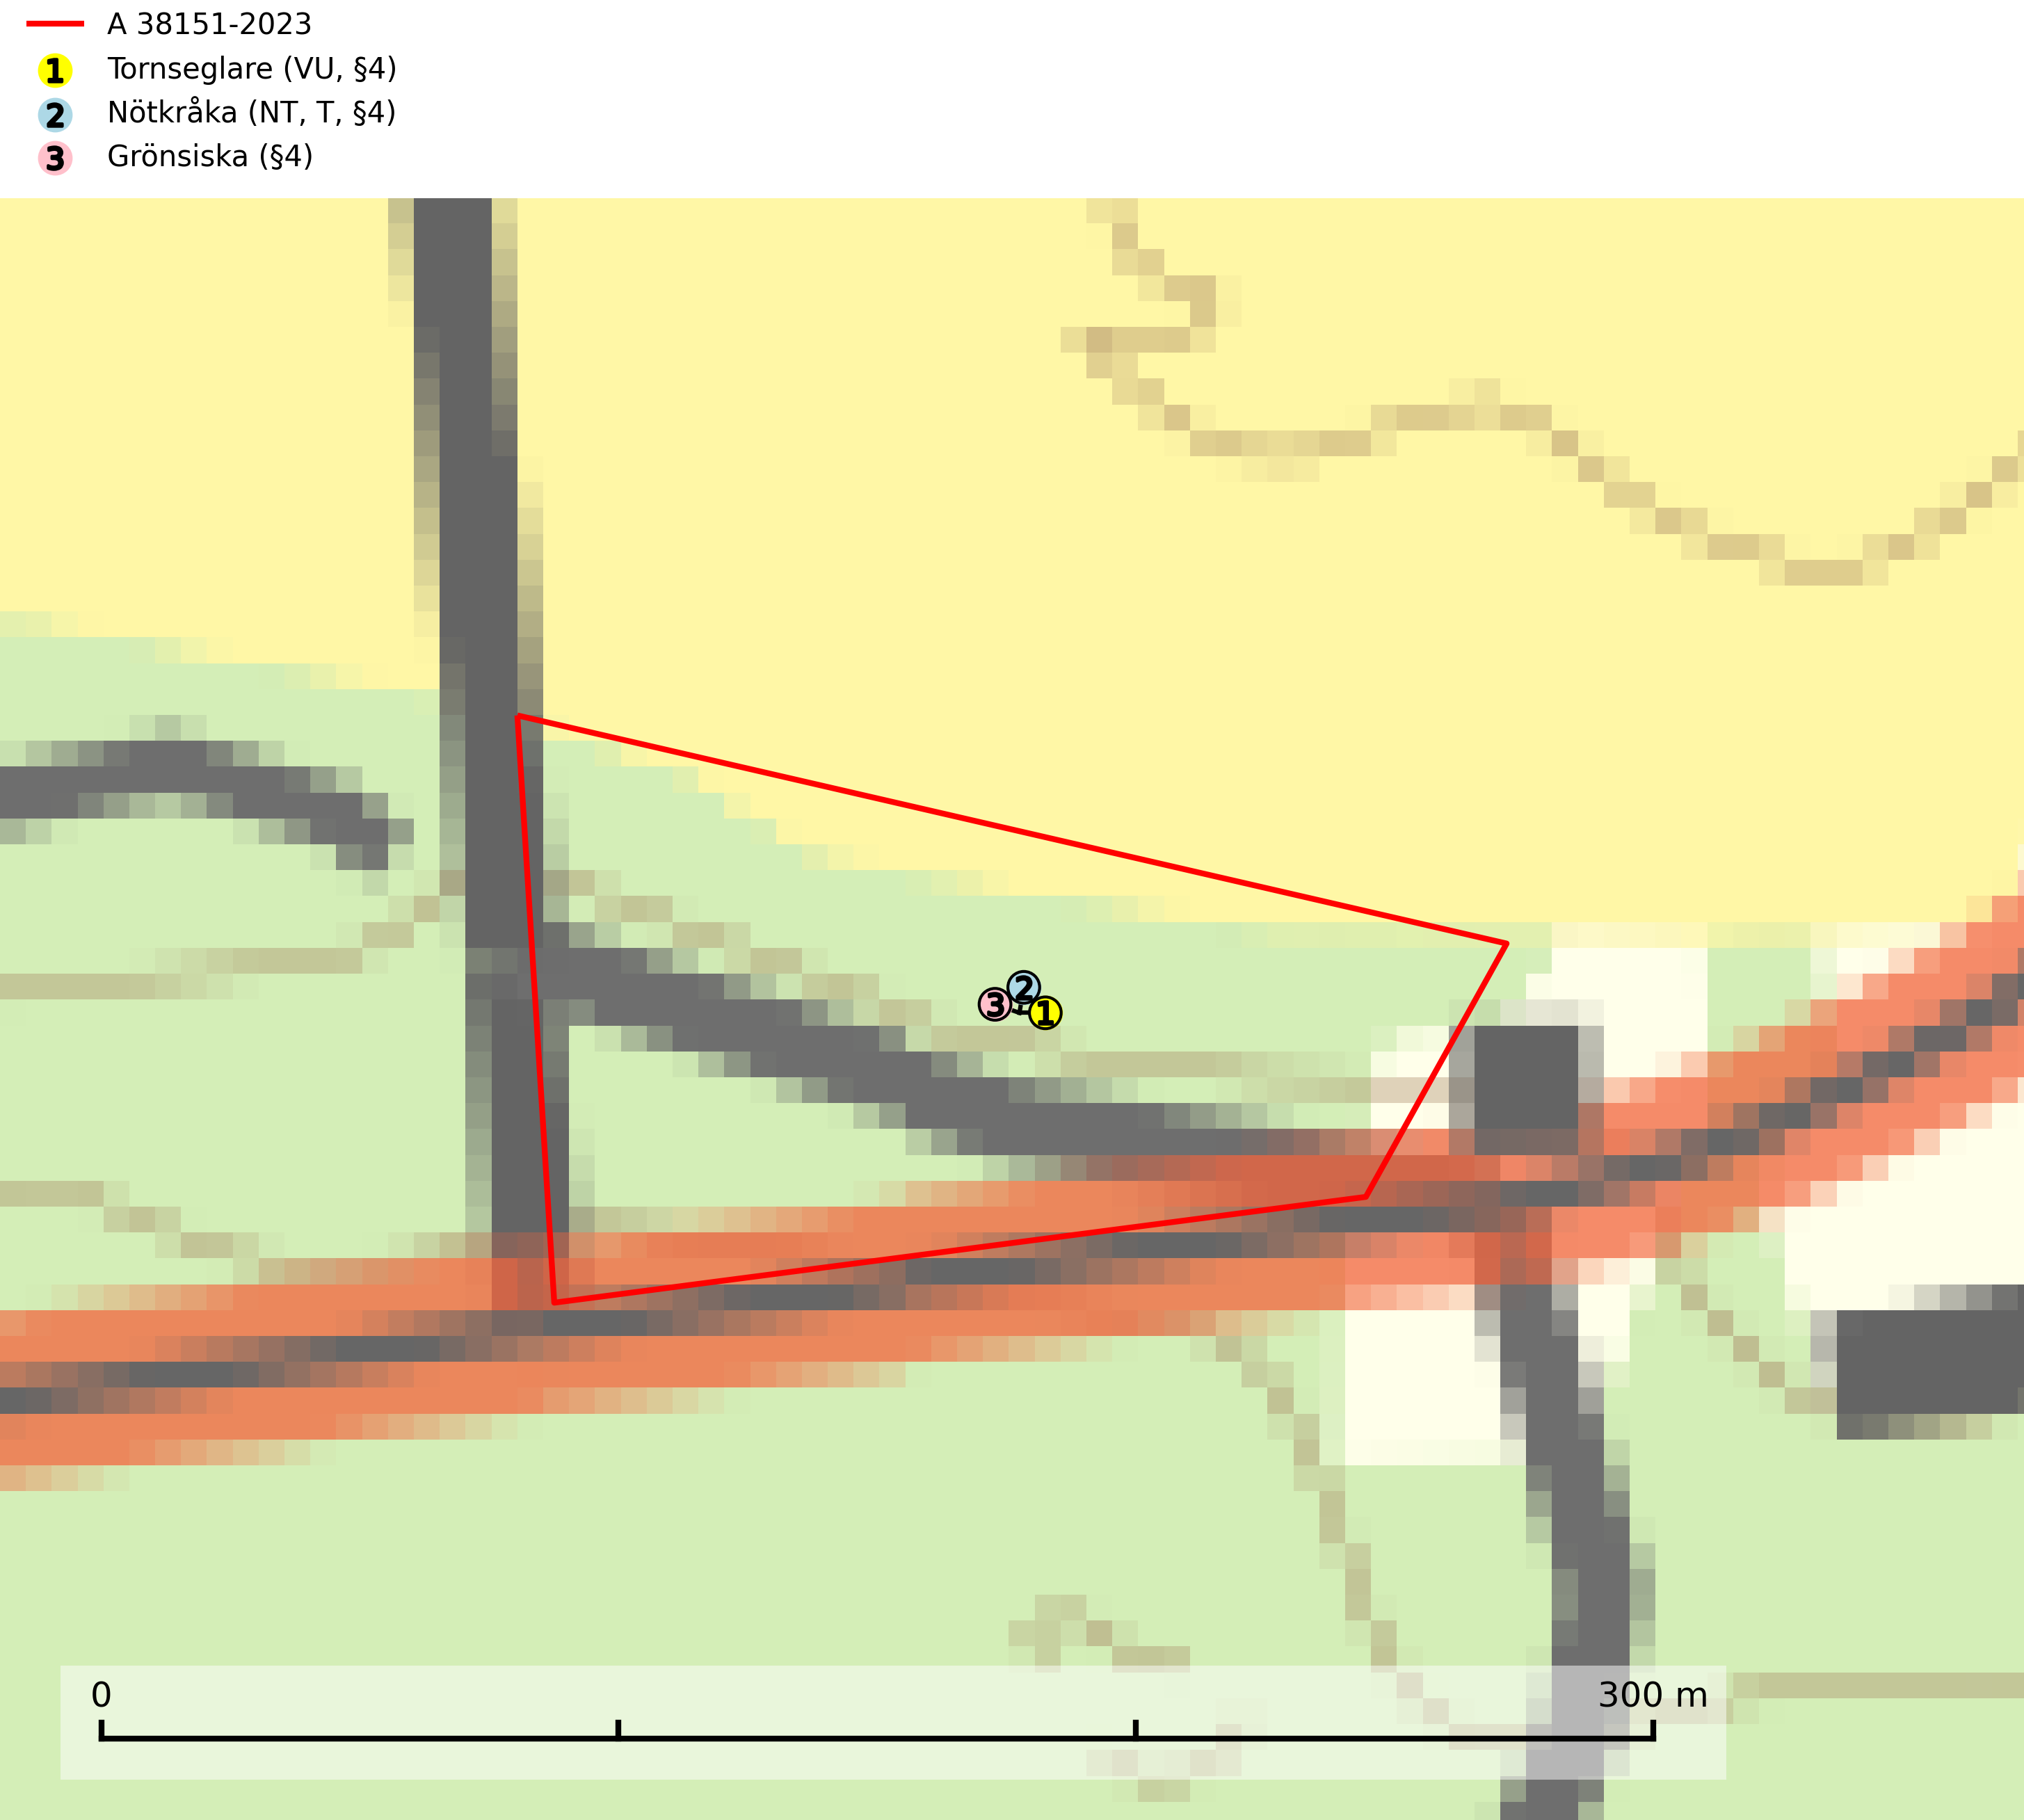 A 38151-2023
1 Tornseglare (VU, §4)
2 Nötkråka (NT, T, §4)
3 Grönsiska (§4)
2
3
1
0
300 m